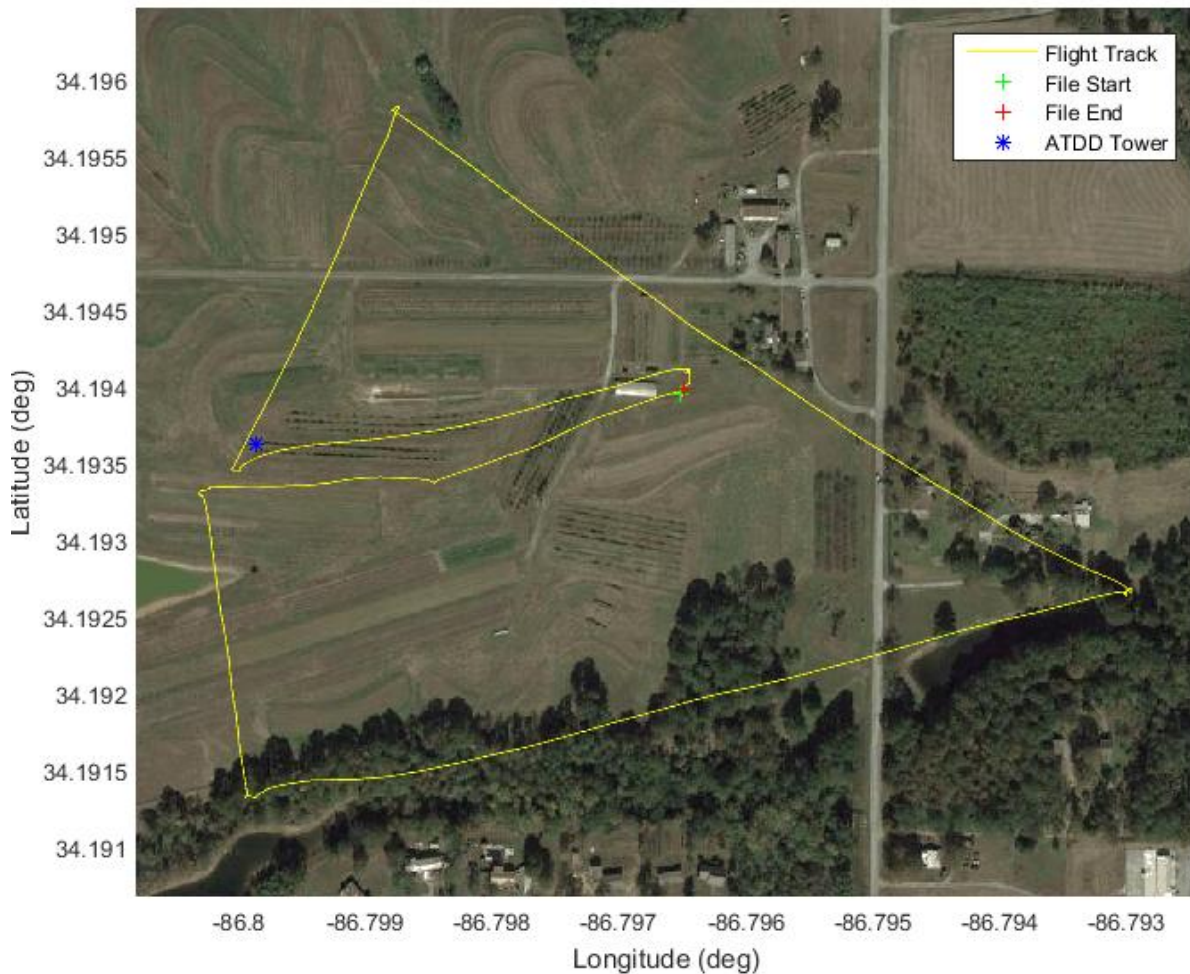 Flight Track
File Start
File End
ATDD Tower
34.196
34.1955
34.195
34.1945
34.194
34.1935
34.193
34.1925
34.192
34.1915
34.191
Latitude (deg)
-86.8 -86.799 -86.798 -86.797 -86.796 -86.795 -86.794 -86.793
Longitude (deg)